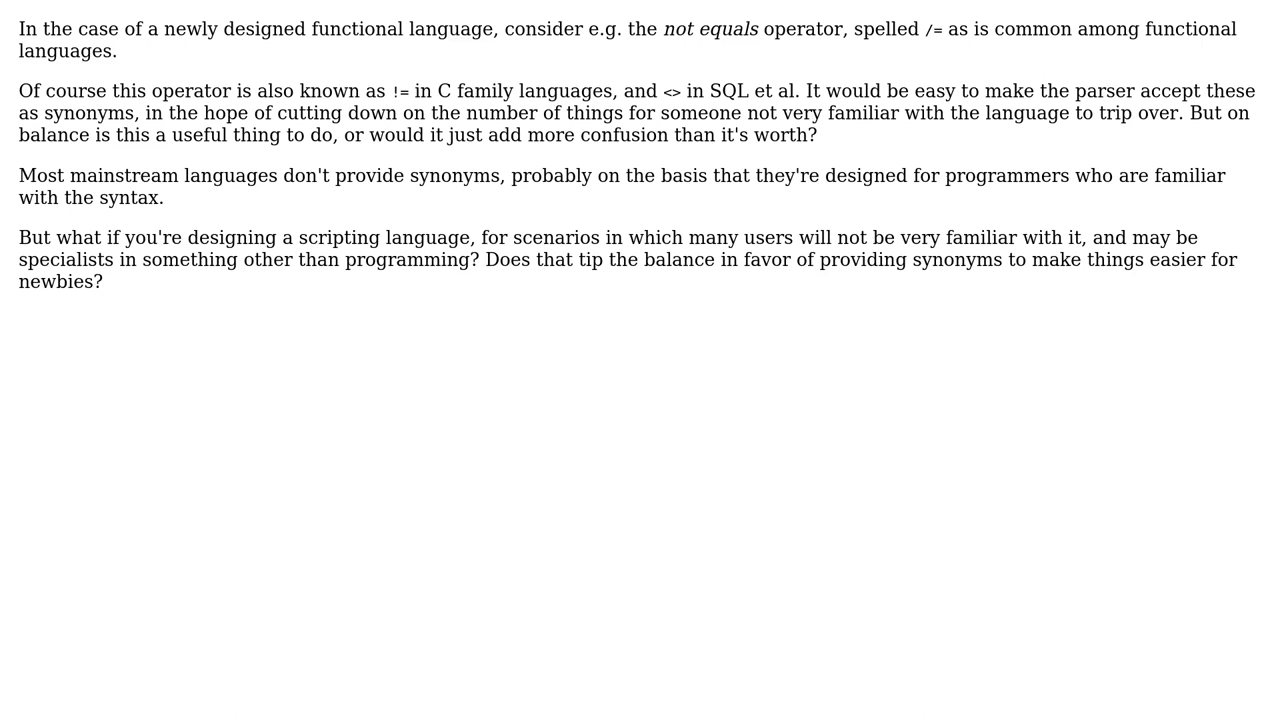 In the case of a newly designed functional language, consider e.g. the not equals operator, spelled /= as is common among functional
languages.
Of course this operator is also known as != in C family languages, and <> in SQL et al. It would be easy to make the parser accept these
as synonyms, in the hope of cutting down on the number of things for someone not very familiar with the language to trip over. But on
balance is this a useful thing to do, or would it just add more confusion than it's worth?
Most mainstream languages don't provide synonyms, probably on the basis that they're designed for programmers who are familiar
with the syntax.
But what if you're designing a scripting language, for scenarios in which many users will not be very familiar with it, and may be
specialists in something other than programming? Does that tip the balance in favor of providing synonyms to make things easier for
newbies?